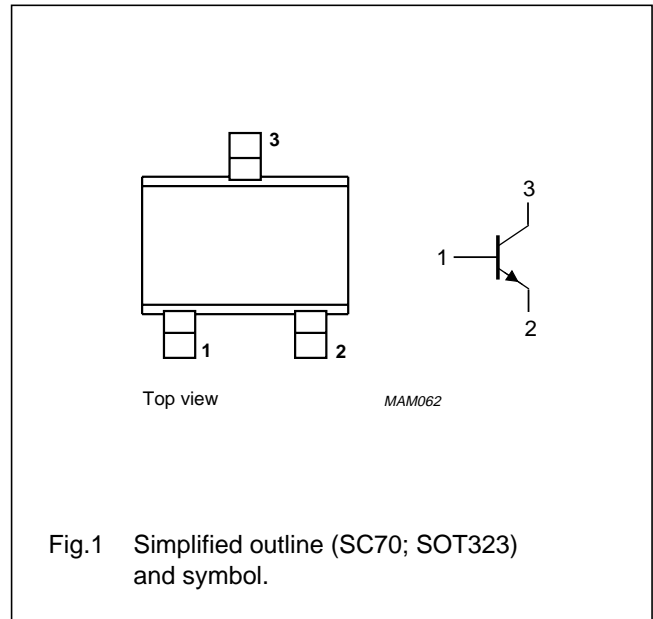 3
3
1
1
2
2
Top view
MAM062
Fig.1 Simplified outline (SC70; SOT323)
and symbol.